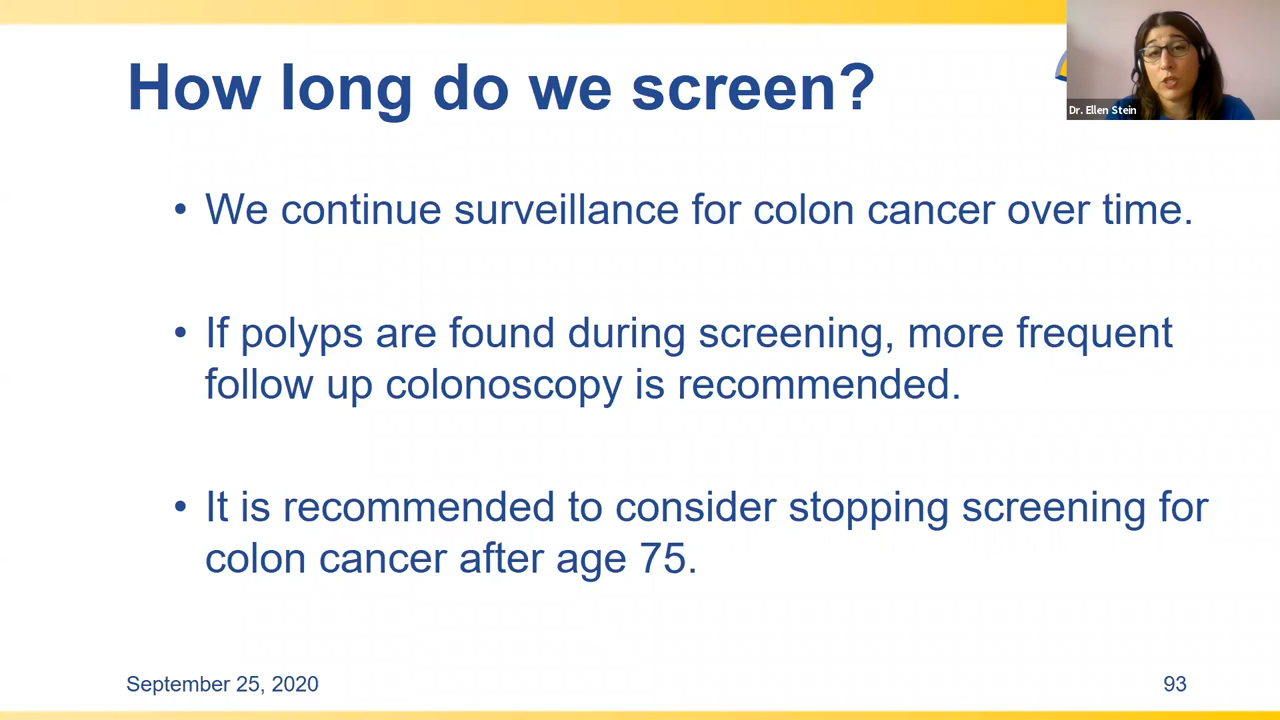 How long do we screen?
Dr. Ellen Stein
• We continue surveillance for colon cancer over time.
• If polyps are found during screening, more frequent
follow up colonoscopy is recommended.
• It is recommended to consider stopping screening for
colon cancer after age 75.
September 25, 2020
93